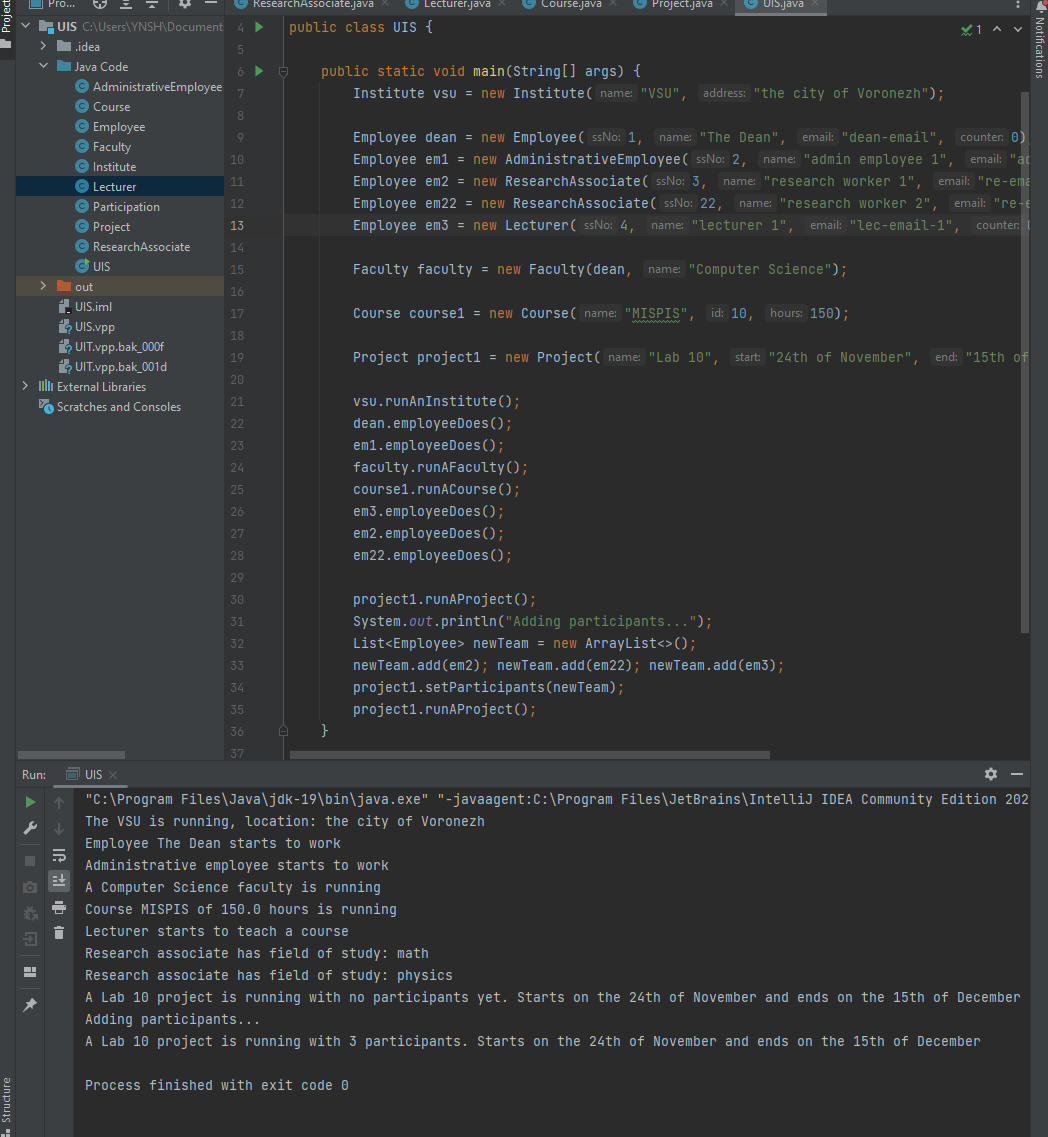 Project
Pro...
ResearchAssociate.java
Lecturer.java
Course.java
Project.java
UIS.java
UIS C:\Users\YNSH\Document
.idea
Java Code
AdministrativeEmployee
Course
Employee
Faculty
Institute
Lecturer
Participation
Project
ResearchAssociate
UIS
out
UIS.iml
UIS.vpp
UIT.vpp.bak_000f
UIT.vpp.bak_001d
External Libraries
Scratches and Consoles
1
Notifications
4 public class UIS {
5
6 public static void main(String[] args) {
7 Institute vsu = new Institute( name: "VSU", address: "the city of Voronezh");
8
9 Employee dean = new Employee( ssNo: 1, name: "The Dean", email: "dean-email", counter: 0)
10 Employee em1 = new AdministrativeEmployee( ssNo: 2, name: "admin employee 1", email: "ad
11 Employee em2 = new ResearchAssociate( ssNo: 3, name: "research worker 1", email: "re-ema
12 Employee em22 = new ResearchAssociate( ssNo: 22, name: "research worker 2", email: "re-e
13 Employee em3 = new Lecturer( ssNo: 4, name: "lecturer 1", email: "lec-email-1", counter: 0
14
15 Faculty faculty = new Faculty(dean, name: "Computer Science");
16
17 Course course1 = new Course( name: "MISPIS", id: 10, hours: 150);
18
19 Project project1 = new Project( name: "Lab 10", start: "24th of November", end: "15th of
20
21 vsu.runAnInstitute();
22 dean.employeeDoes();
23 em1.employeeDoes();
24 faculty.runAFaculty();
25 course1.runACourse();
26 em3.employeeDoes();
27 em2.employeeDoes();
28 em22.employeeDoes();
29
30 project1.runAProject();
31 System.out.println("Adding participants...");
32 List<Employee> newTeam = new ArrayList<>();
33 newTeam.add(em2); newTeam.add(em22); newTeam.add(em3);
34 project1.setParticipants(newTeam);
35 project1.runAProject();
36 }
37
Run: UIS
"C:\Program Files\Java\jdk-19\bin\java.exe" "-javaagent:C:\Program Files\JetBrains\IntelliJ IDEA Community Edition 202
The VSU is running, location: the city of Voronezh
Employee The Dean starts to work
Administrative employee starts to work
A Computer Science faculty is running
Course MISPIS of 150.0 hours is running
Lecturer starts to teach a course
Research associate has field of study: math
Research associate has field of study: physics
A Lab 10 project is running with no participants yet. Starts on the 24th of November and ends on the 15th of December
Adding participants...
A Lab 10 project is running with 3 participants. Starts on the 24th of November and ends on the 15th of December
Process finished with exit code 0
Structure